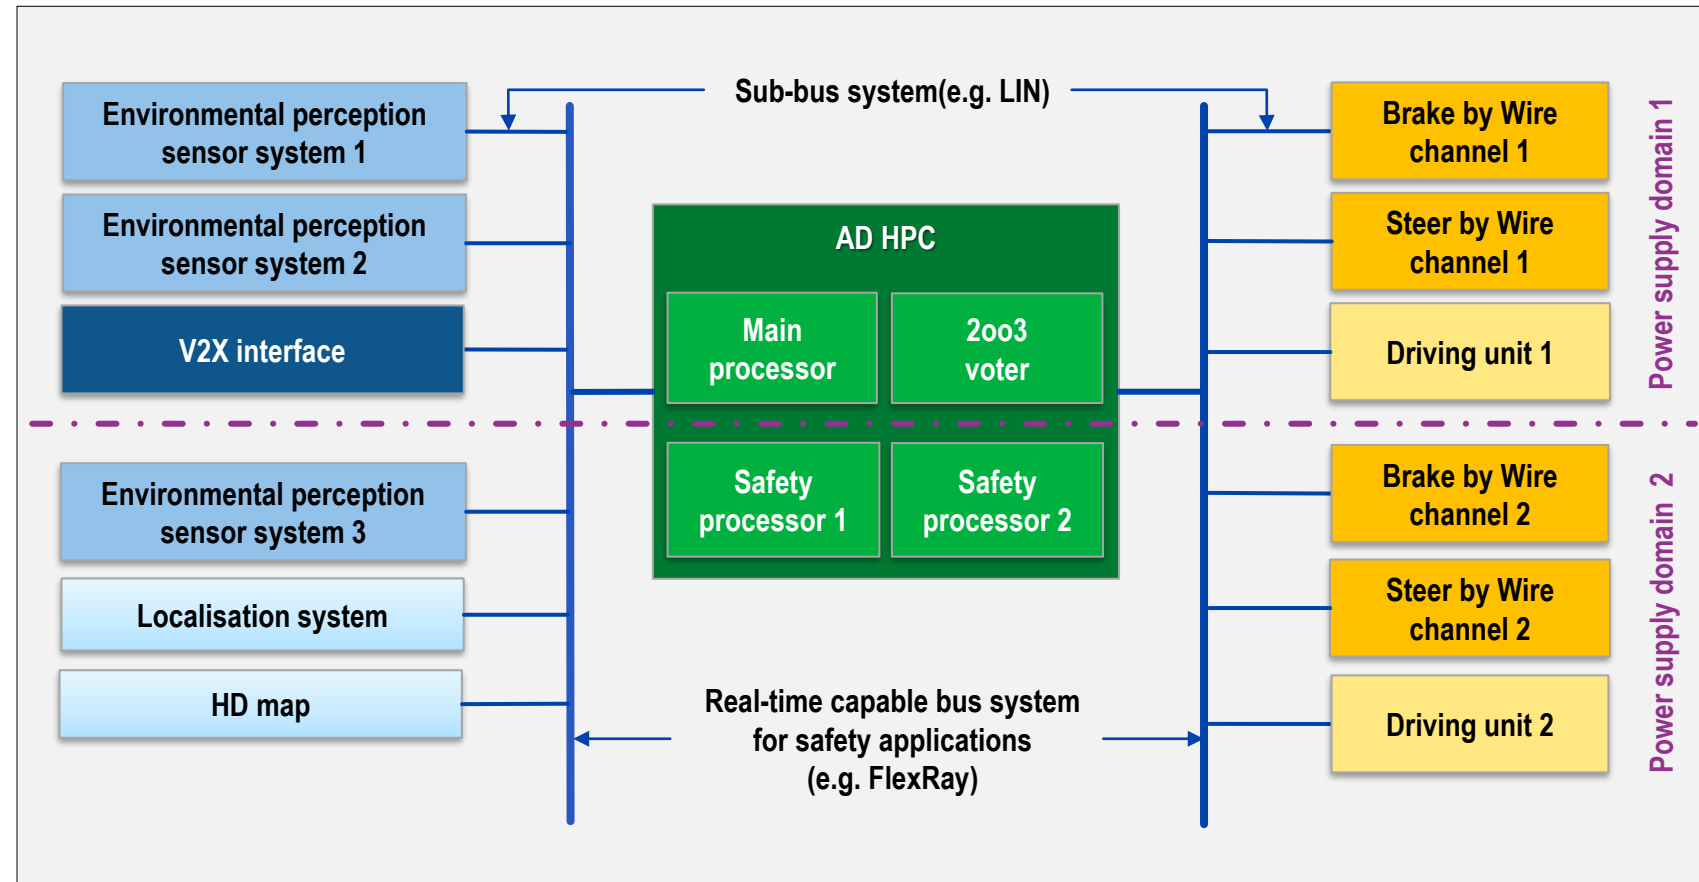 Sub-bus system(e.g. LIN)
Environmental perception
sensor system 1
Environmental perception
sensor system 2
V2X interface
Environmental perception
sensor system 3
Localisation system
HD map
AD HPC
Main
processor
2oo3
voter
Safety
processor 1
Safety
processor 2
Real-time capable bus system
for safety applications
(e.g. FlexRay)
Brake by Wire
channel 1
Steer by Wire
channel 1
Driving unit 1
Brake by Wire
channel 2
Steer by Wire
channel 2
Driving unit 2
Power supply domain 1
Power supply domain 2